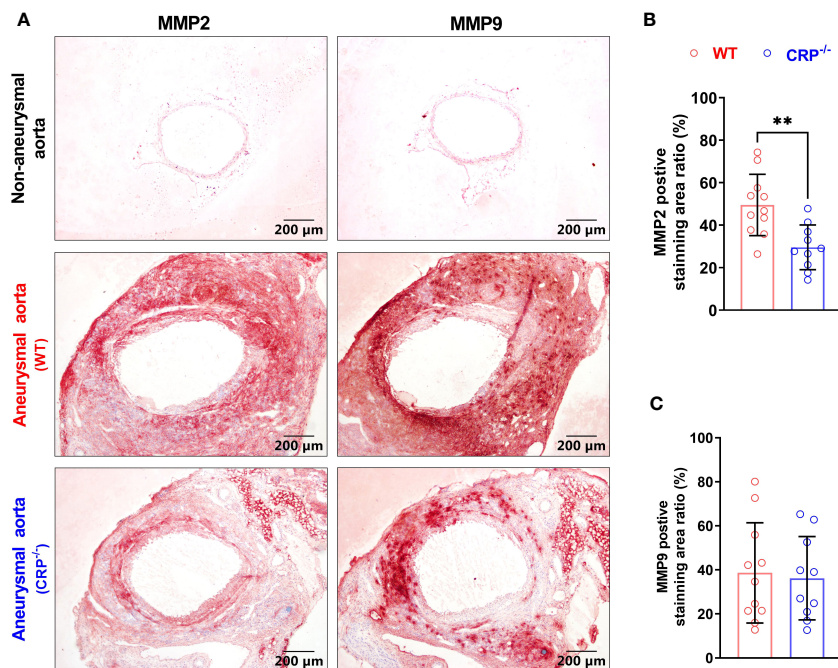 A
MMP2
MMP9
Non-aneurysmal
aorta
200 µm
200 µm
Aneurysmal aorta
(WT)
200 µm
200 µm
Aneurysmal aorta
(CRP-/-)
200 µm
200 µm
B
WT
CRP-/-
MMP2 postive
stainning area ratio (%)
100
80
60
40
20
0
**
C
MMP9 postive
stainning area ratio (%)
100
80
60
40
20
0